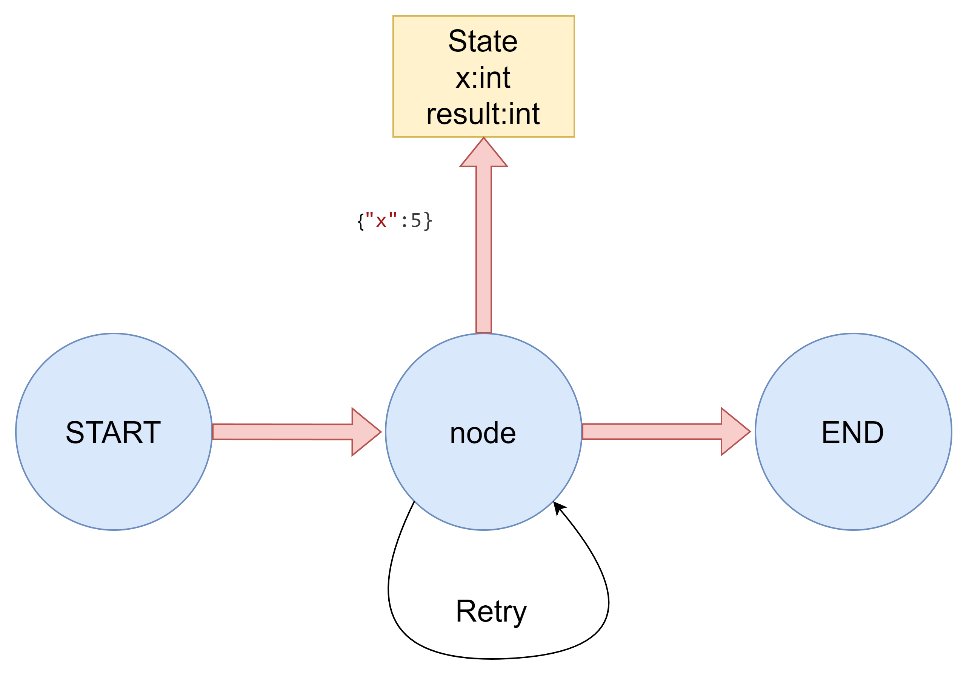 State
x:int
result:int
{"x":5}
START
node
END
Retry